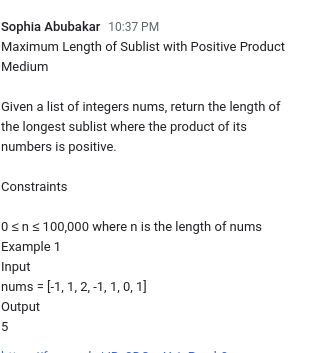 Sophia Abubakar 10:37 PM
Maximum Length of Sublist with Positive Product
Medium
Given a list of integers nums, return the length of
the longest sublist where the product of its
numbers is positive.
Constraints
0 ≤ n ≤ 100,000 where n is the length of nums
Example 1
Input
nums = [-1, 1, 2, -1, 1, 0, 1]
Output
5